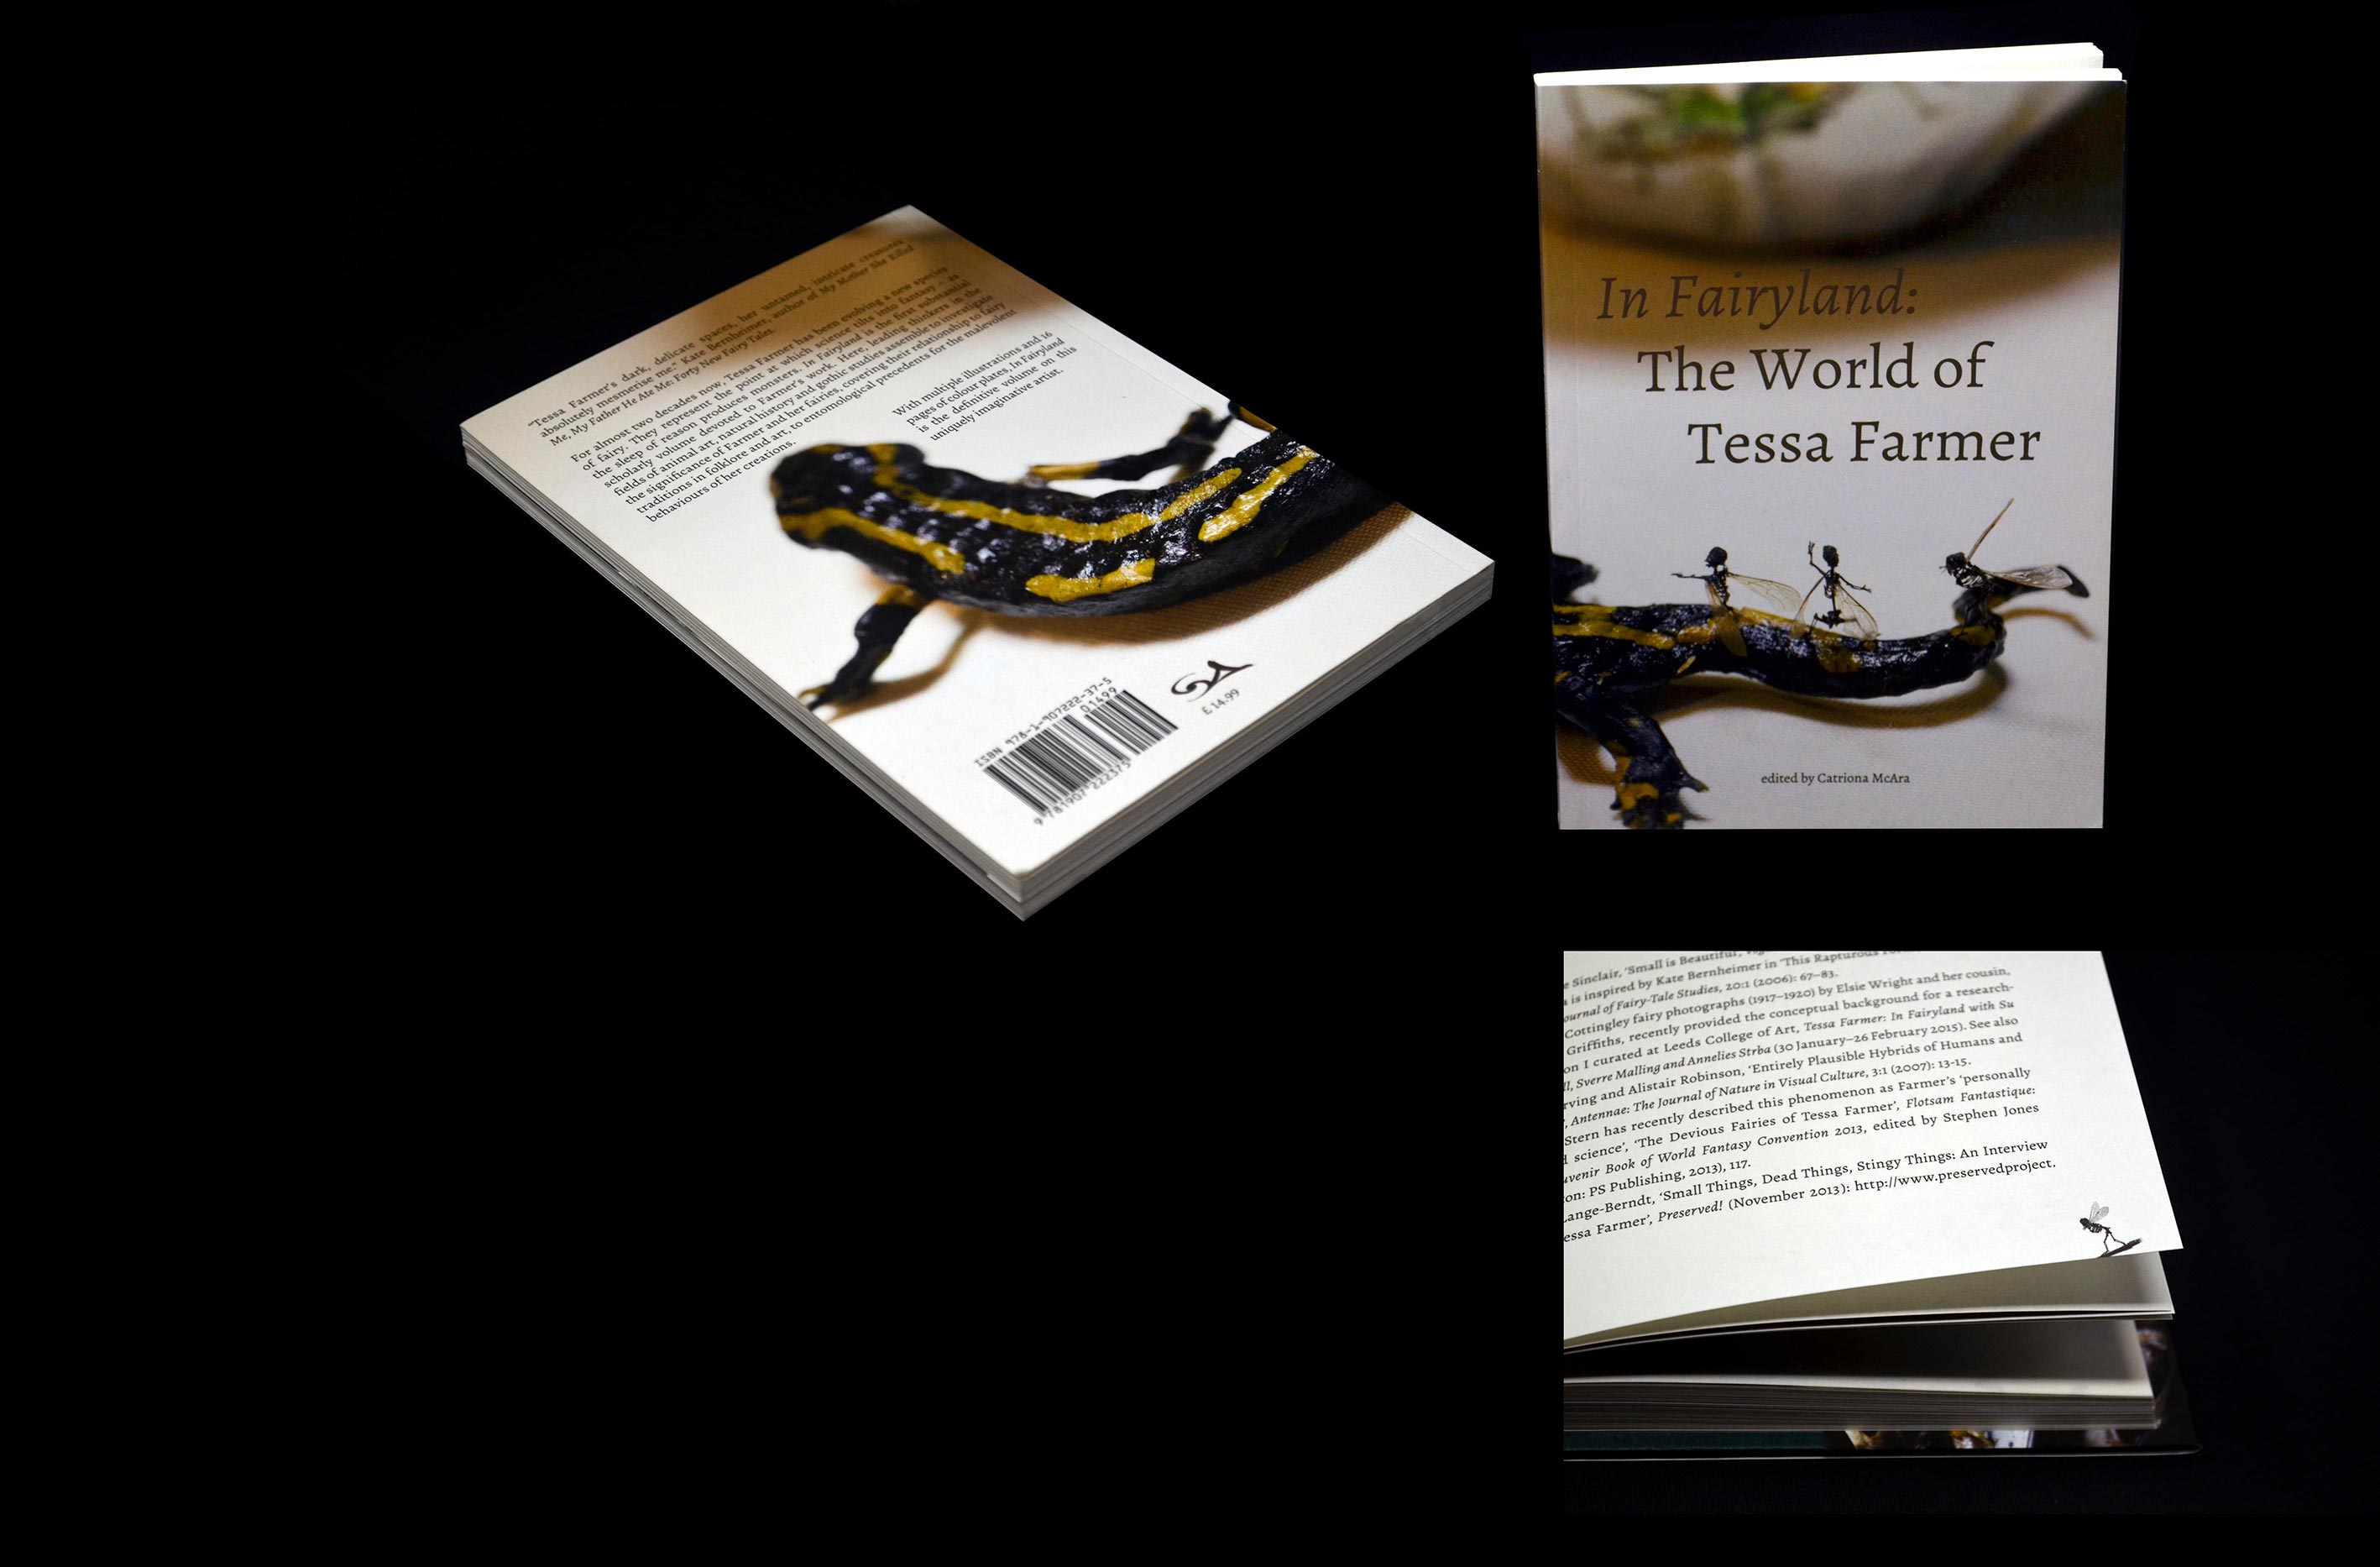 "Tessa Farmer's dark, delicate spaces, her untamed, intricate creatures
absolutely mesmerise me." Kate Bernheimer, author of My Mother She Killed
Me, My Father He Ate Me: Forty New Fairy Tales.
For almost two decades now, Tessa Farmer has been evolving a new species
of fairy. They represent the point at which science tilts into fantasy – as
the sleep of reason produces monsters. In Fairyland is the first substantial
scholarly volume devoted to Farmer's work. Here, leading thinkers in the
fields of animal art, natural history and gothic studies assemble to investigate
the significance of Farmer and her fairies, covering their relationship to fairy
traditions in folklore and art, to entomological precedents for the malevolent
behaviours of her creations.
With multiple illustrations and 16
pages of colour plates, In Fairyland
is the definitive volume on this
uniquely imaginative artist.
ISBN 978-1-907222-37-5
01499
9 781907 222375
£ 14.99
In Fairyland:
The World of
Tessa Farmer
edited by Catriona McAra
e Sinclair, 'Small is Beautiful,
a is inspired by Kate Bernheimer in 'This Rapturous
ournal of Fairy-Tale Studies, 20:1 (2006): 67–83.
Cottingley fairy photographs (1917–1920) by Elsie Wright and her cousin,
Griffiths, recently provided the conceptual background for a research-
on I curated at Leeds College of Art, Tessa Farmer: In Fairyland with Su
ll, Sverre Malling and Annelies Strba (30 January–26 February 2015). See also
rving and Alistair Robinson, 'Entirely Plausible Hybrids of Humans and
, Antennae: The Journal of Nature in Visual Culture, 3:1 (2007): 13-15.
Stern has recently described this phenomenon as Farmer's 'personally
d science', 'The Devious Fairies of Tessa Farmer', Flotsam Fantastique:
uvenir Book of World Fantasy Convention 2013, edited by Stephen Jones
on: PS Publishing, 2013), 117.
Lange-Berndt, 'Small Things, Dead Things, Stingy Things: An Interview
essa Farmer', Preserved! (November 2013): http://www.preservedproject.